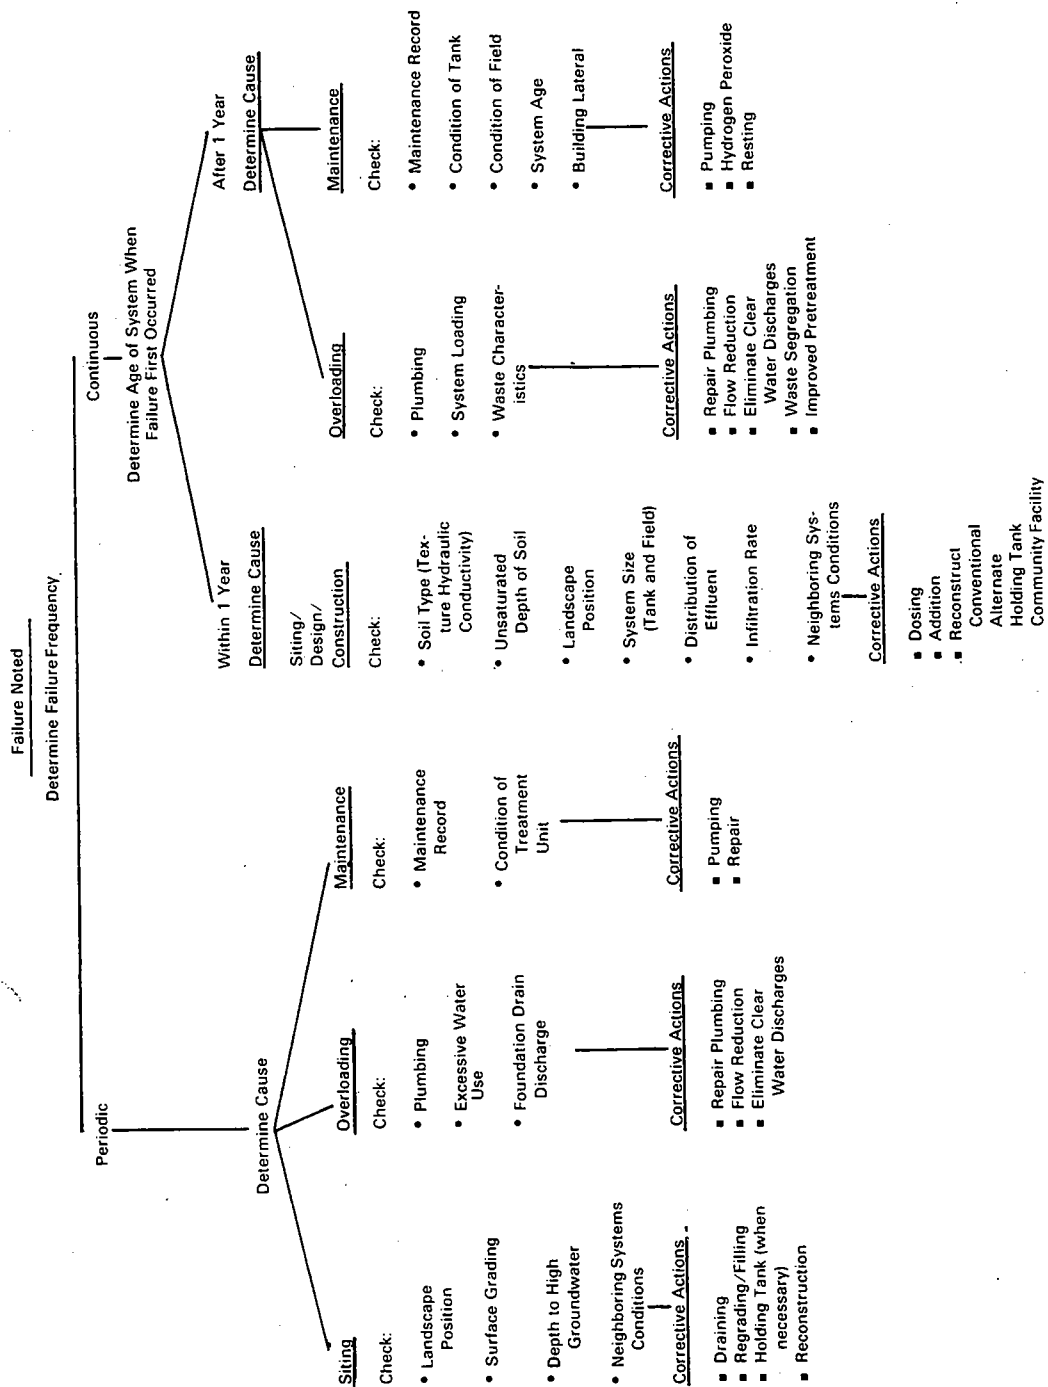 Failure Noted
Determine Failure Frequency
Periodic
Determine Cause
Siting
Check:
• Landscape
Position
• Surface Grading
• Depth to High
Groundwater
• Neighboring Systems
Conditions
Corrective Actions
■ Draining
■ Regrading/Filling
■ Holding Tank (when
necessary)
■ Reconstruction
Overloading
Check:
• Plumbing
• Excessive Water
Use
• Foundation Drain
Discharge
Corrective Actions
■ Repair Plumbing
■ Flow Reduction
■ Eliminate Clear
Water Discharges
Maintenance
Check:
• Maintenance
Record
• Condition of
Treatment
Unit
Corrective Actions
■ Pumping
■ Repair
Continuous
Determine Age of System When
Failure First Occurred
Within 1 Year
Determine Cause
Siting/
Design/
Construction
Check:
• Soil Type (Tex-
ture Hydraulic
Conductivity)
• Unsaturated
Depth of Soil
• Landscape
Position
• System Size
(Tank and Field)
• Distribution of
Effluent
• Infiltration Rate
• Neighboring Sys-
tems Conditions
Corrective Actions
■ Dosing
■ Addition
■ Reconstruct
Conventional
Alternate
Holding Tank
Community Facility
After 1 Year
Determine Cause
Overloading
Check:
• Plumbing
• System Loading
• Waste Character-
istics
Corrective Actions
■ Repair Plumbing
■ Flow Reduction
■ Eliminate Clear
Water Discharges
■ Waste Segregation
■ Improved Pretreatment
Maintenance
Check:
• Maintenance Record
• Condition of Tank
• Condition of Field
• System Age
• Building Lateral
Corrective Actions
■ Pumping
■ Hydrogen Peroxide
■ Resting